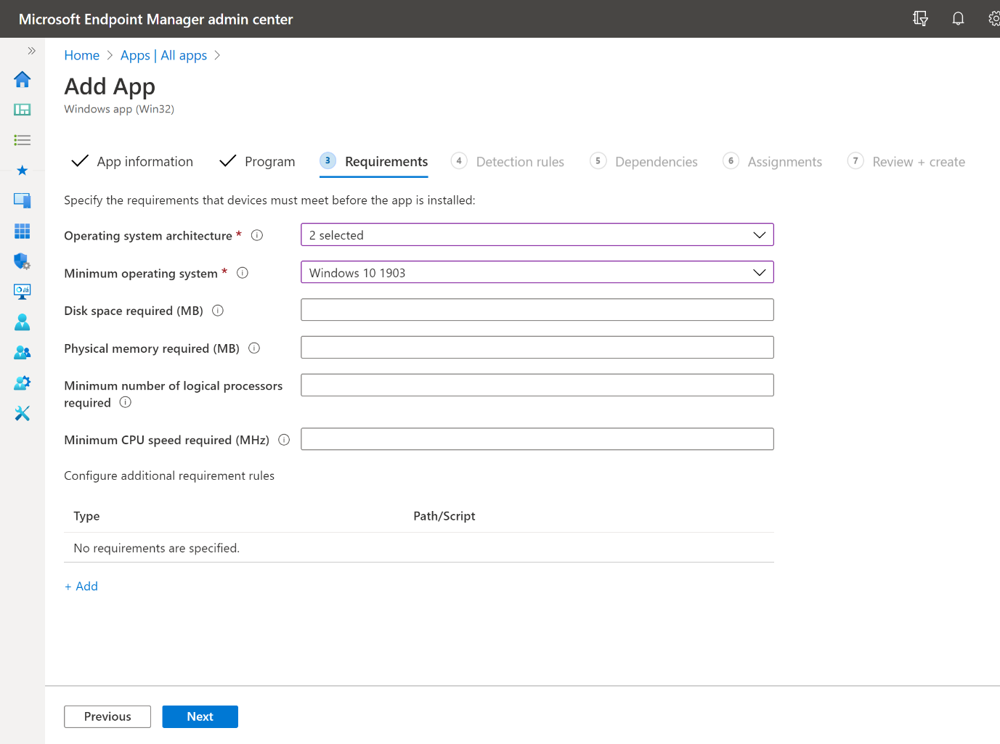 Microsoft Endpoint Manager admin center
Home > Apps | All apps >
Add App
Windows app (Win32)
App information Program 3 Requirements 4 Detection rules 5 Dependencies 6 Assignments 7 Review + create
Specify the requirements that devices must meet before the app is installed:
Operating system architecture * 2 selected
Minimum operating system * Windows 10 1903
Disk space required (MB)
Physical memory required (MB)
Minimum number of logical processors
required
Minimum CPU speed required (MHz)
Configure additional requirement rules
Type Path/Script
No requirements are specified.
+ Add
Previous Next